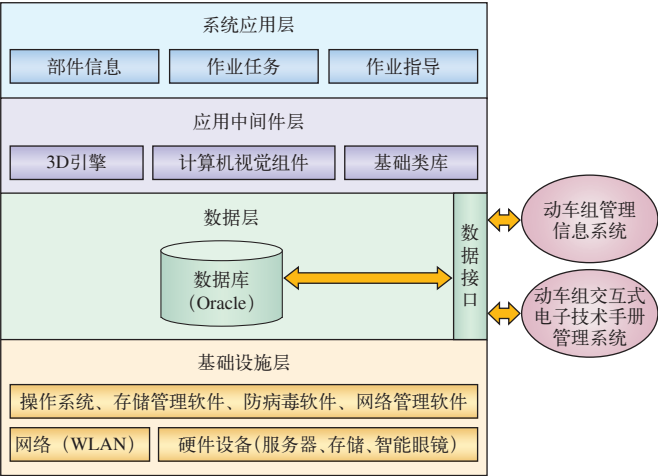 系统应用层
部件信息 作业任务 作业指导
应用中间件层
3D引擎 计算机视觉组件 基础类库
数据层
数据库
（Oracle）
数
据
接
口
动车组管理
信息系统
动车组交互式
电子技术手册
管理系统
基础设施层
操作系统、存储管理软件、防病毒软件、网络管理软件
网络（WLAN） 硬件设备（服务器、存储、智能眼镜）